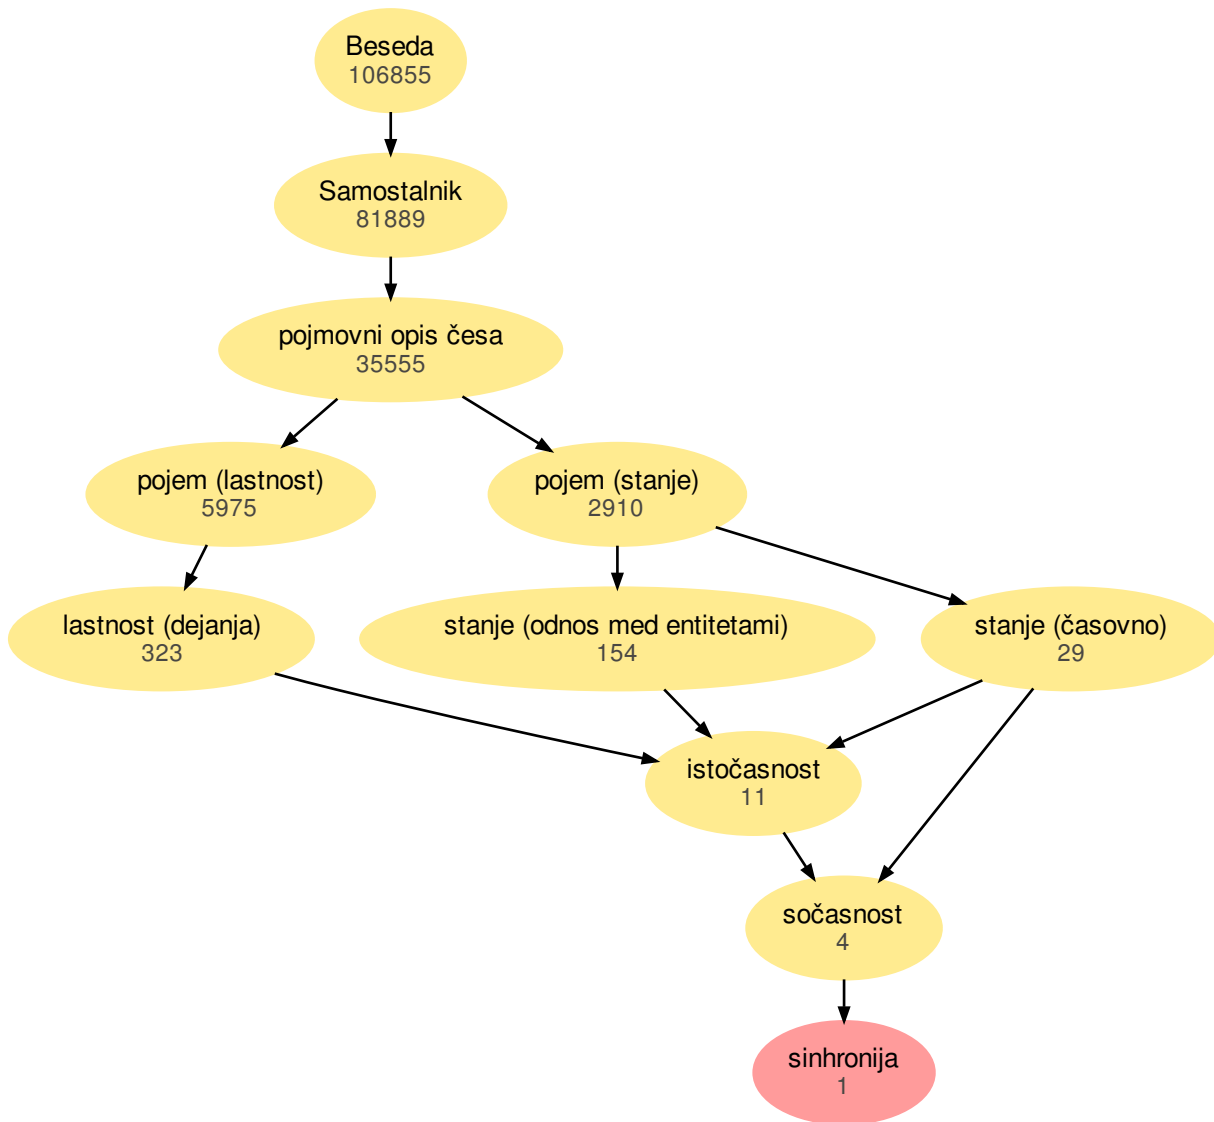 Beseda
106855
Samostalnik
81889
pojmovni opis česa
35555
pojem (lastnost)
5975
pojem (stanje)
2910
lastnost (dejanja)
323
stanje (odnos med entitetami)
154
stanje (časovno)
29
istočasnost
11
sočasnost
4
sinhronija
1